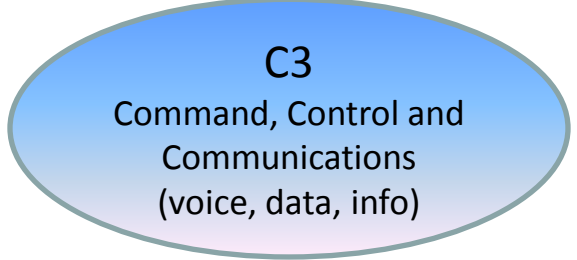 C3
Command, Control and
Communications
(voice, data, info)